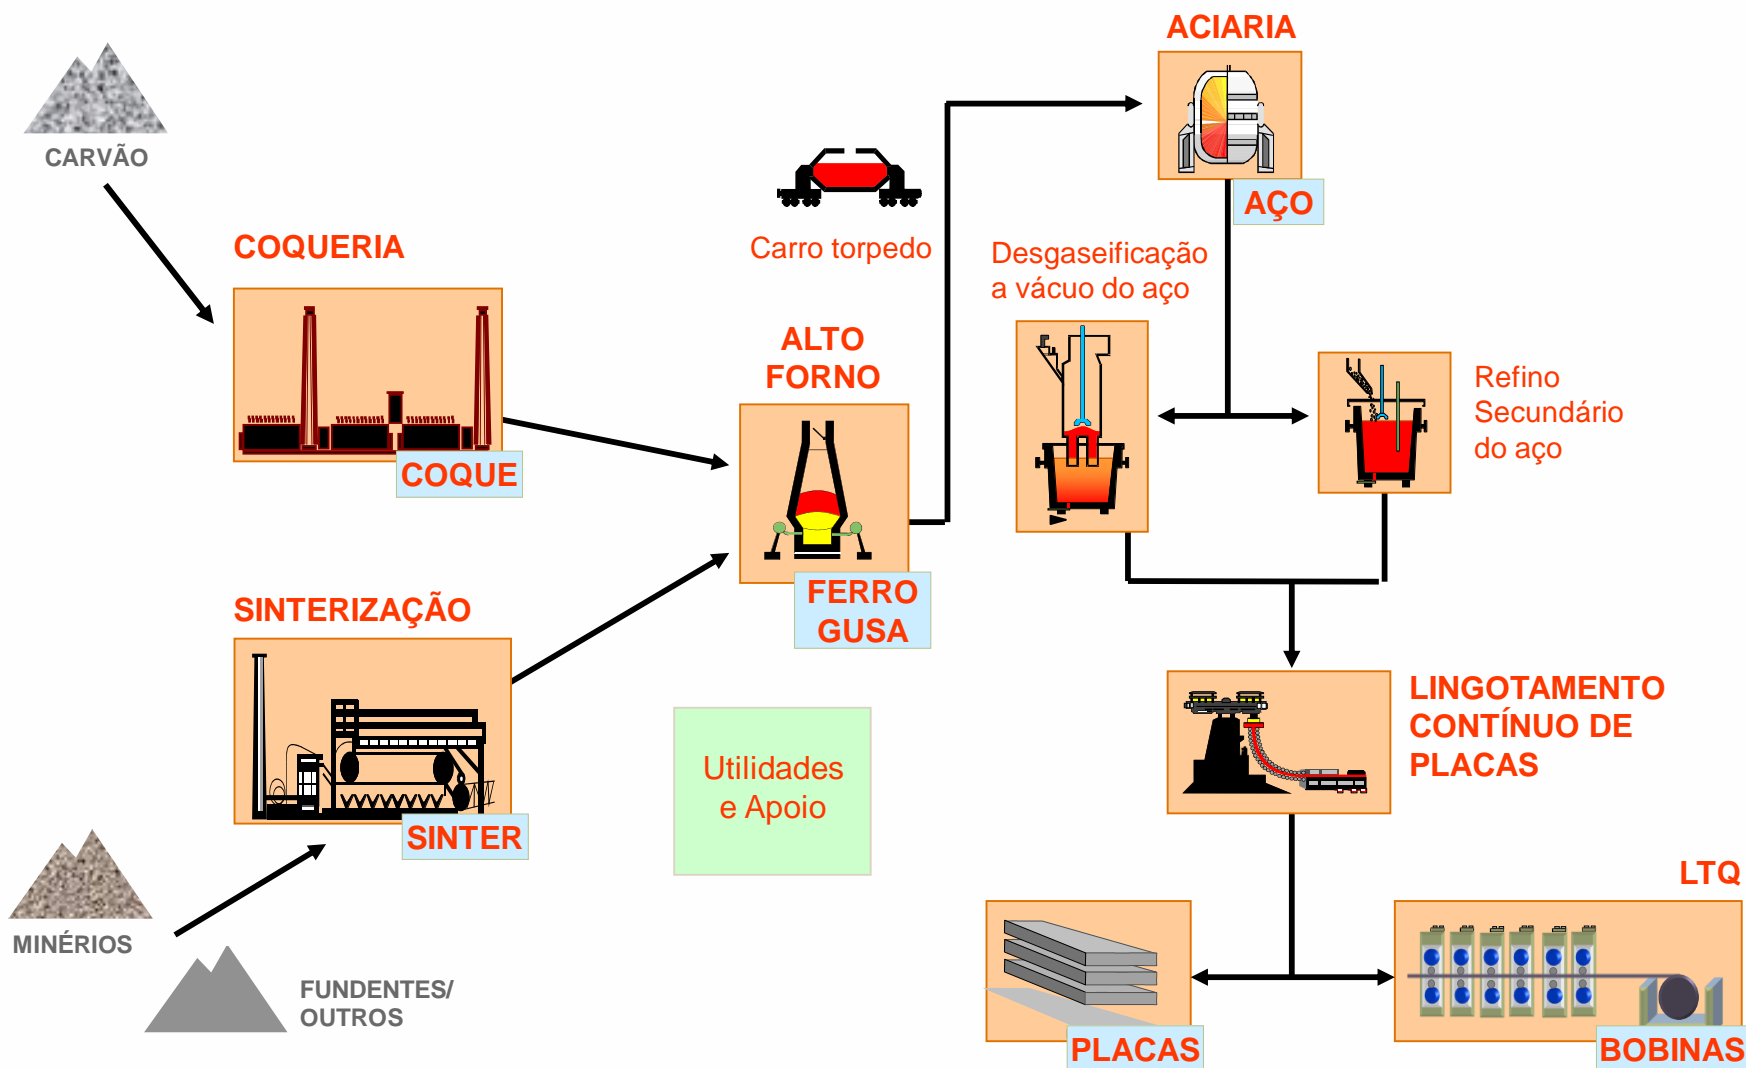 ACIARIA
CARVÃO
AÇO
COQUERIA
Carro torpedo
Desgaseificação
a vácuo do aço
ALTO
FORNO
Refino
Secundário
do aço
COQUE
FERRO
GUSA
SINTERIZAÇÃO
LINGOTAMENTO
CONTÍNUO DE
PLACAS
Utilidades
e Apoio
SINTER
LTQ
MINÉRIOS
FUNDENTES/
OUTROS
PLACAS
BOBINAS